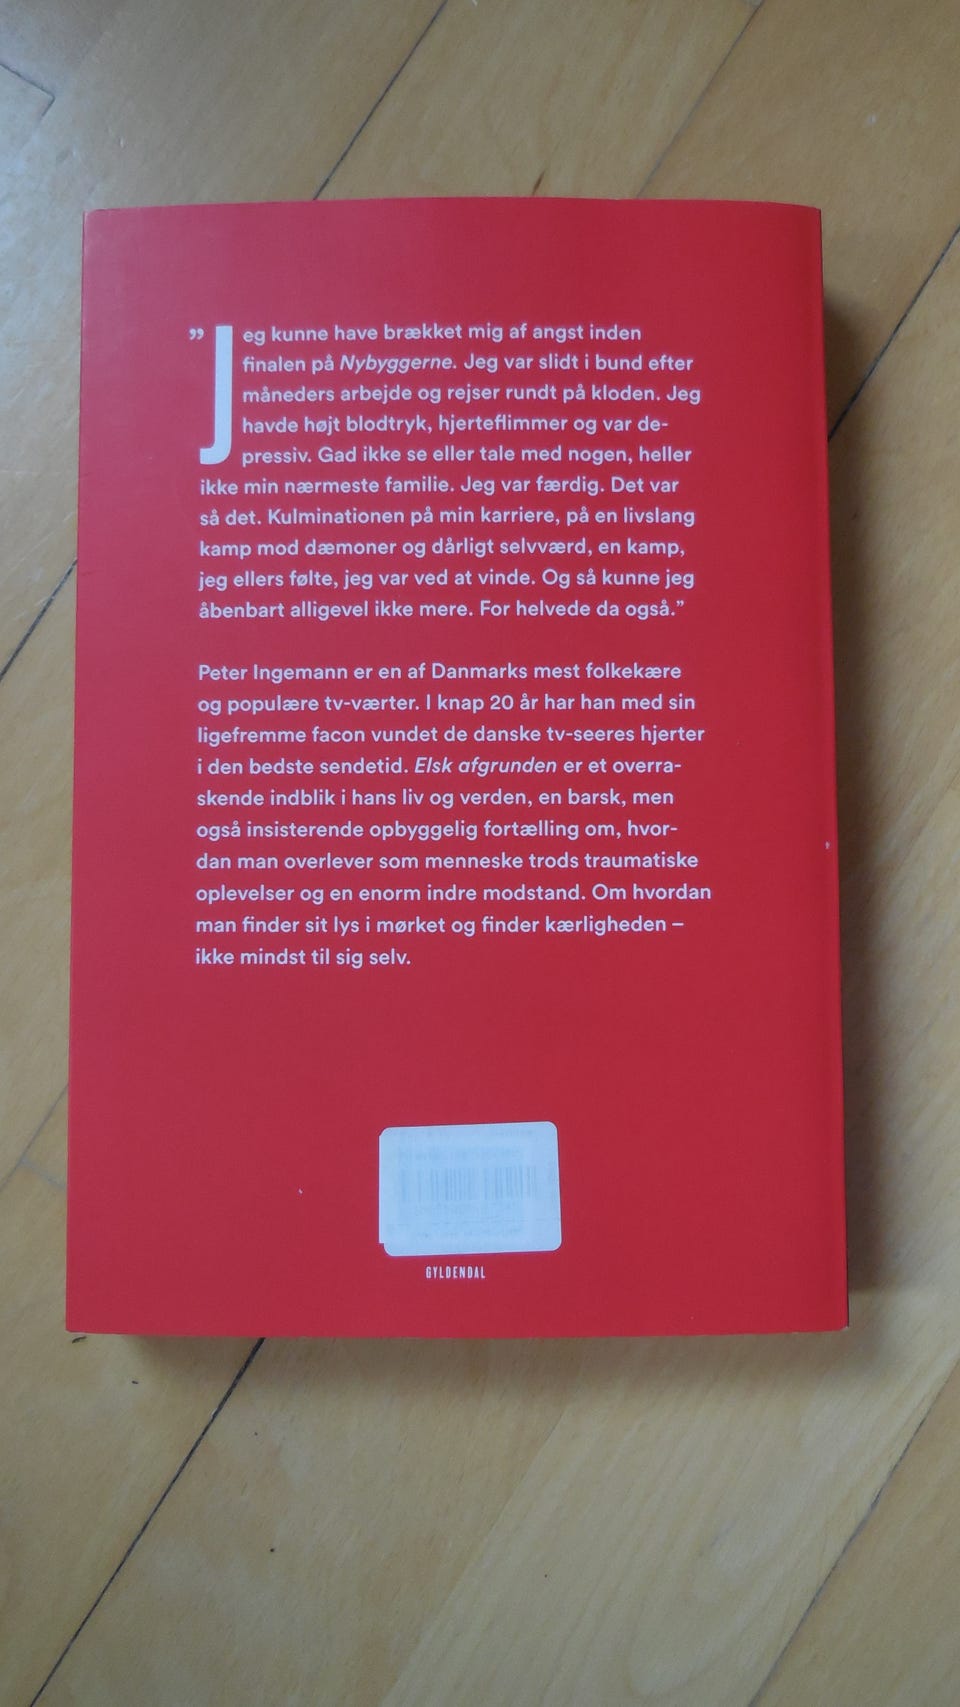 ”Jeg kunne have brækket mig af angst inden
finalen på Nybyggerne. Jeg var slidt i bund efter
måneders arbejde og rejser rundt på kloden. Jeg
havde højt blodtryk, hjerteflimmer og var de-
pressiv. Gad ikke se eller tale med nogen, heller
ikke min nærmeste familie. Jeg var færdig. Det var
så det. Kulminationen på min karriere, på en livslang
kamp mod dæmoner og dårligt selvværd, en kamp,
jeg ellers følte, jeg var ved at vinde. Og så kunne jeg
åbenbart alligevel ikke mere. For helvede da også.”
Peter Ingemann er en af Danmarks mest folkekære
og populære tv-værter. I knap 20 år har han med sin
ligefremme facon vundet de danske tv-seeres hjerter
i den bedste sendetid. Elsk afgrunden er et overra-
skende indblik i hans liv og verden, en barsk, men
også insisterende opbyggelig fortælling om, hvor-
dan man overlever som menneske trods traumatiske
oplevelser og en enorm indre modstand. Om hvordan
man finder sit lys i mørket og finder kærligheden –
ikke mindst til sig selv.
GYLDENDAL